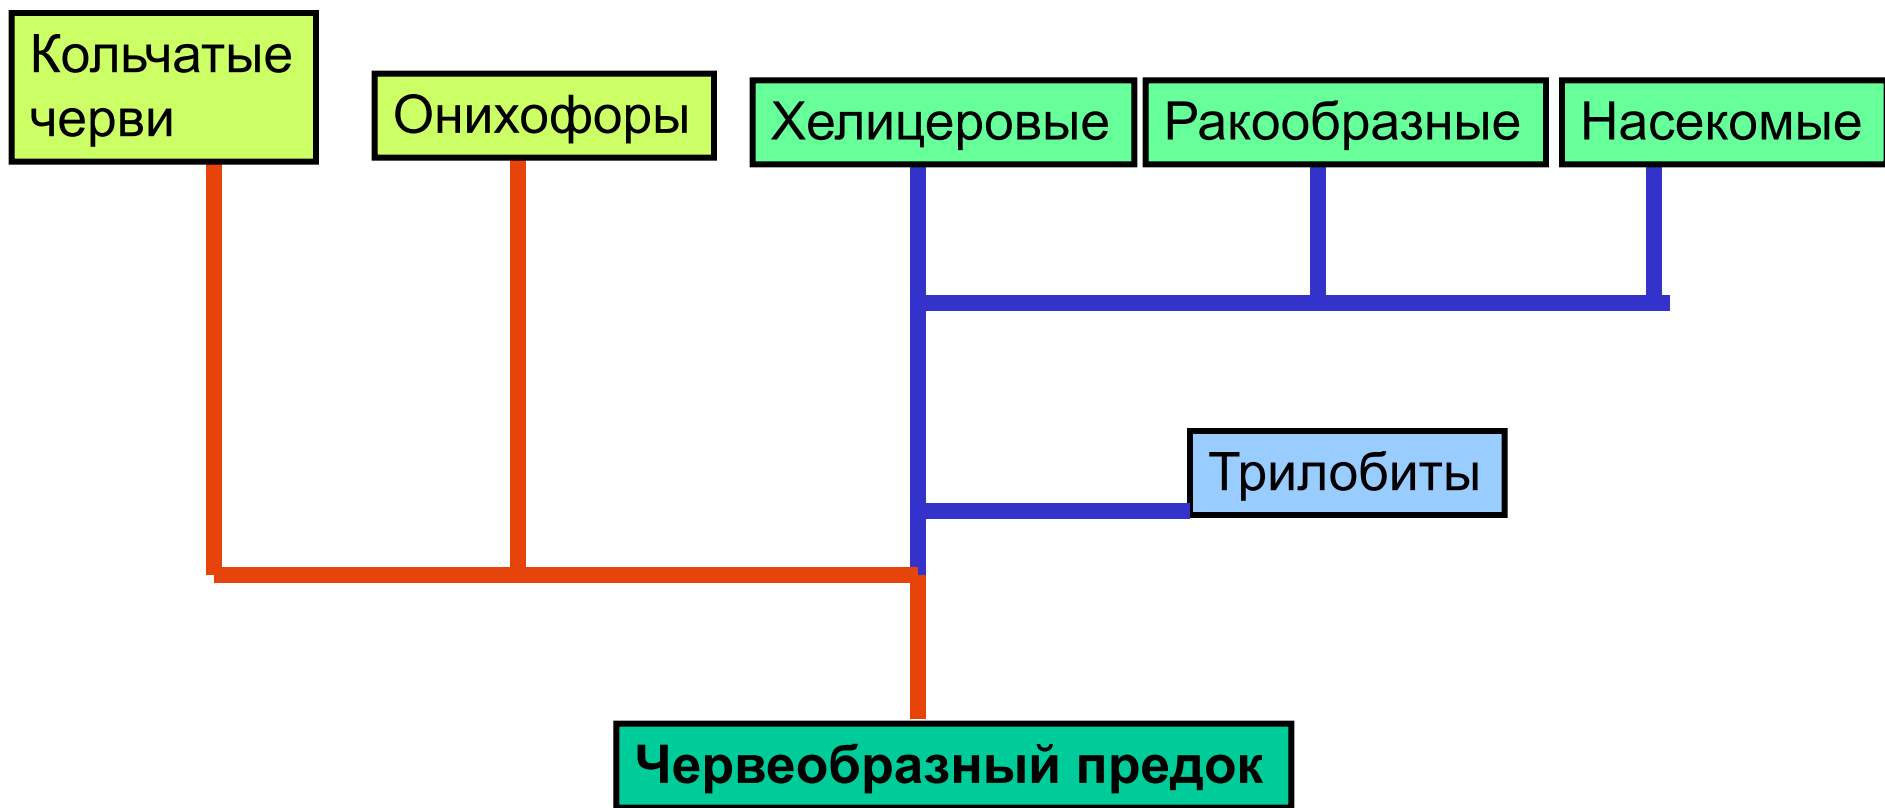 Кольчатые
черви
Онихофоры
Хелицеровые
Ракообразные
Насекомые
Трилобиты
Червеобразный предок